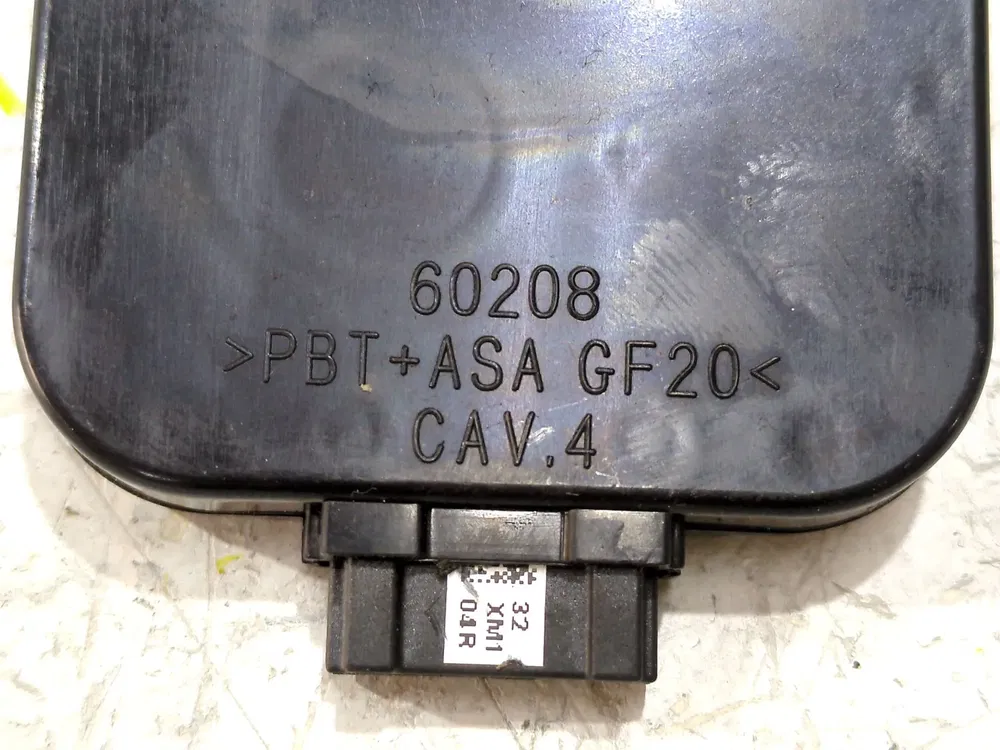 60208
>PBT+ASA GF20<
CAV.4
32
XM1
04R